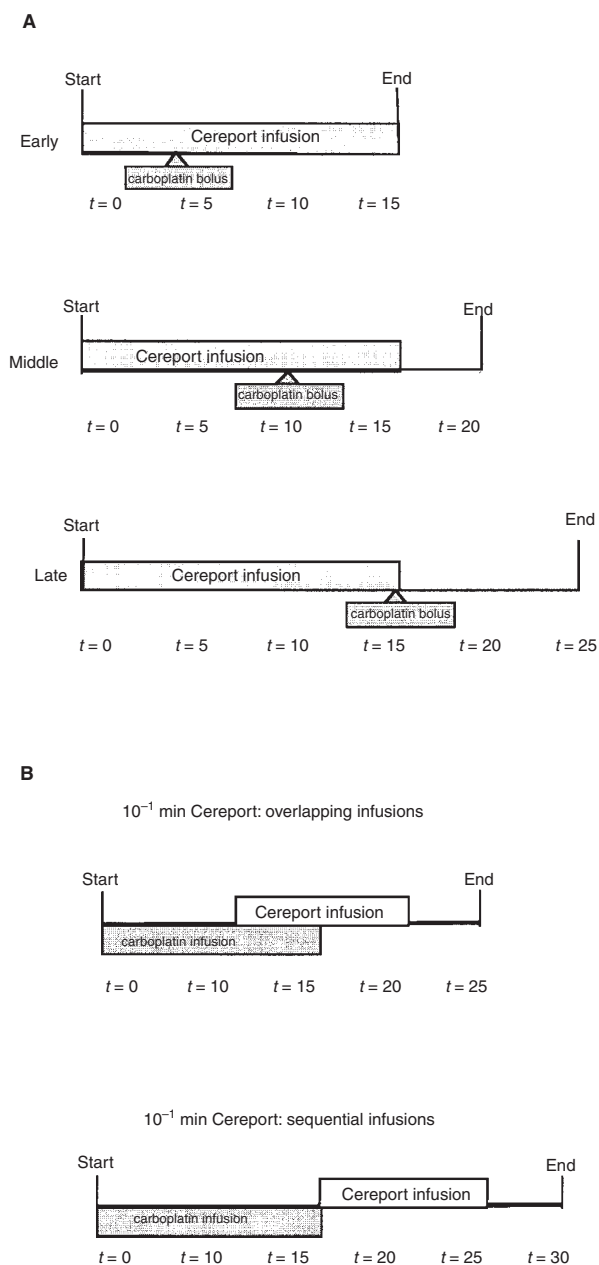 A
Start End
Early Cereport infusion
carboplatin bolus
t = 0 t = 5 t = 10 t = 15
Start End
Middle Cereport infusion
carboplatin bolus
t = 0 t = 5 t = 10 t = 15 t = 20
Start End
Late Cereport infusion
carboplatin bolus
t = 0 t = 5 t = 10 t = 15 t = 20 t = 25
B
10⁻¹ min Cereport: overlapping infusions
Start End
Cereport infusion
carboplatin infusion
t = 0 t = 10 t = 15 t = 20 t = 25
10⁻¹ min Cereport: sequential infusions
Start End
Cereport infusion
carboplatin infusion
t = 0 t = 10 t = 15 t = 20 t = 25 t = 30